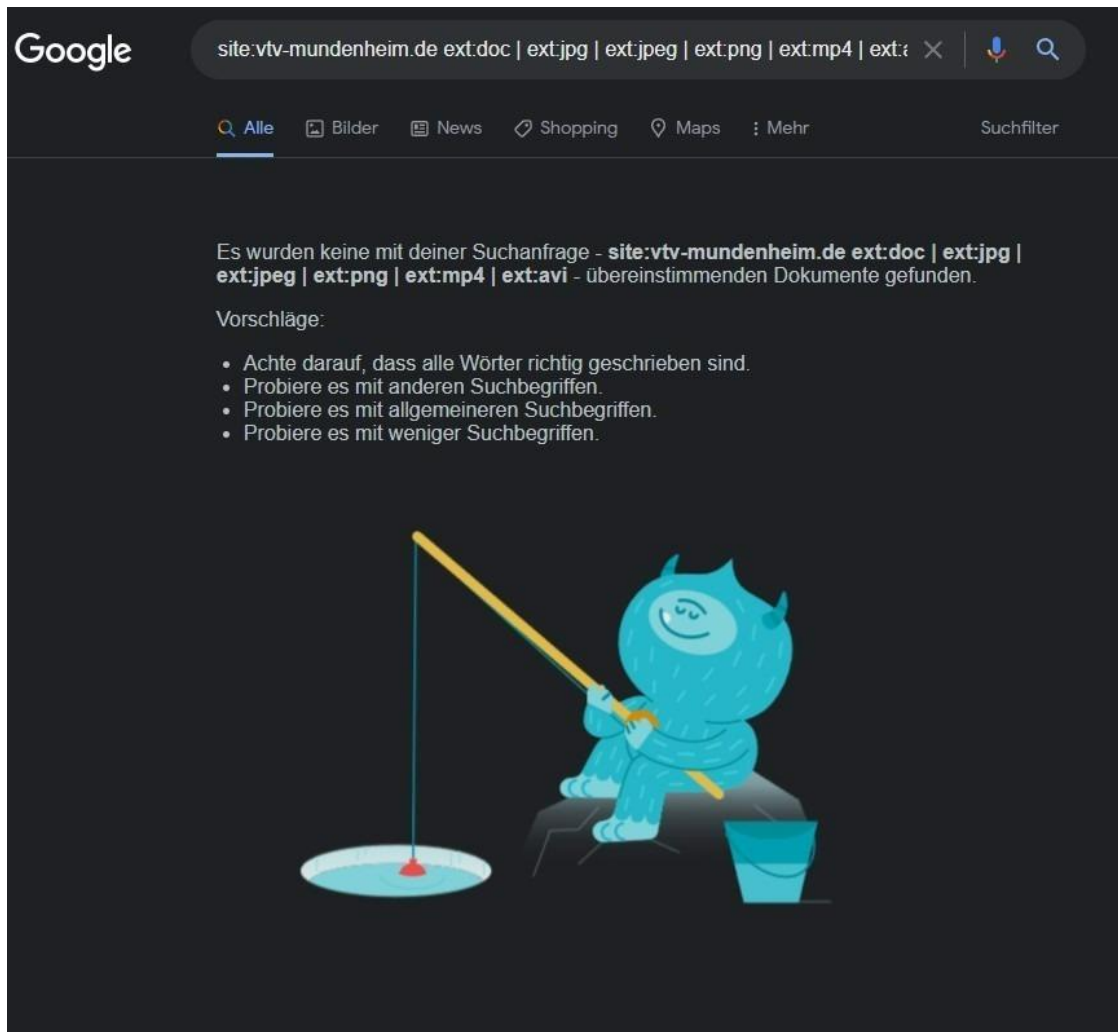 Google
site:vtv-mundenheim.de ext:doc | ext:jpg | ext:jpeg | ext:png | ext:mp4 | ext:a
Alle
Bilder
News
Shopping
Maps
Mehr
Suchfilter
Es wurden keine mit deiner Suchanfrage - site:vtv-mundenheim.de ext:doc | ext:jpg |
ext:jpeg | ext:png | ext:mp4 | ext:avi - übereinstimmenden Dokumente gefunden.
Vorschläge:
• Achte darauf, dass alle Wörter richtig geschrieben sind.
• Probiere es mit anderen Suchbegriffen.
• Probiere es mit allgemeineren Suchbegriffen.
• Probiere es mit weniger Suchbegriffen.